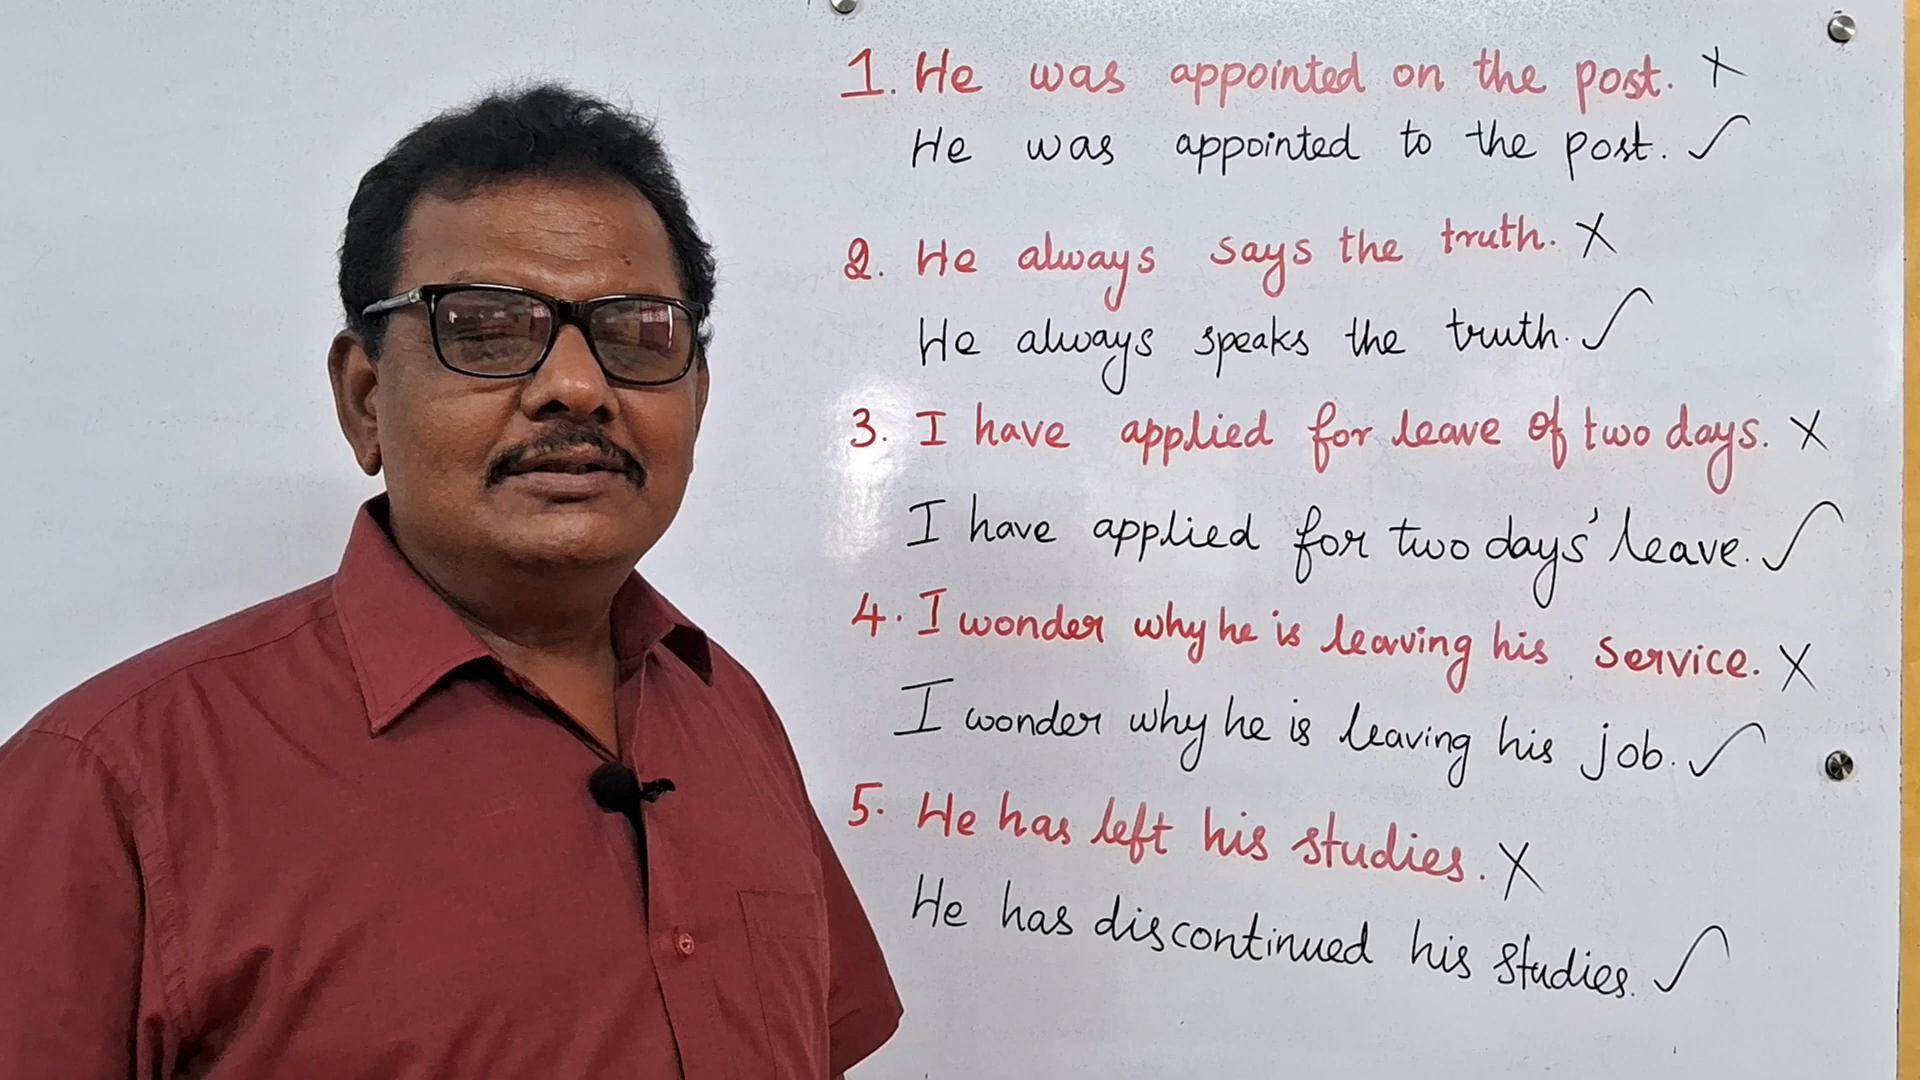 1. He was appointed on the post. ✗
He was appointed to the post. ✓
2. He always says the truth. ✗
He always speaks the truth. ✓
3. I have applied for leave of two days. ✗
I have applied for two days' leave. ✓
4. I wonder why he is leaving his service. ✗
I wonder why he is leaving his job. ✓
5. He has left his studies. ✗
He has discontinued his studies. ✓